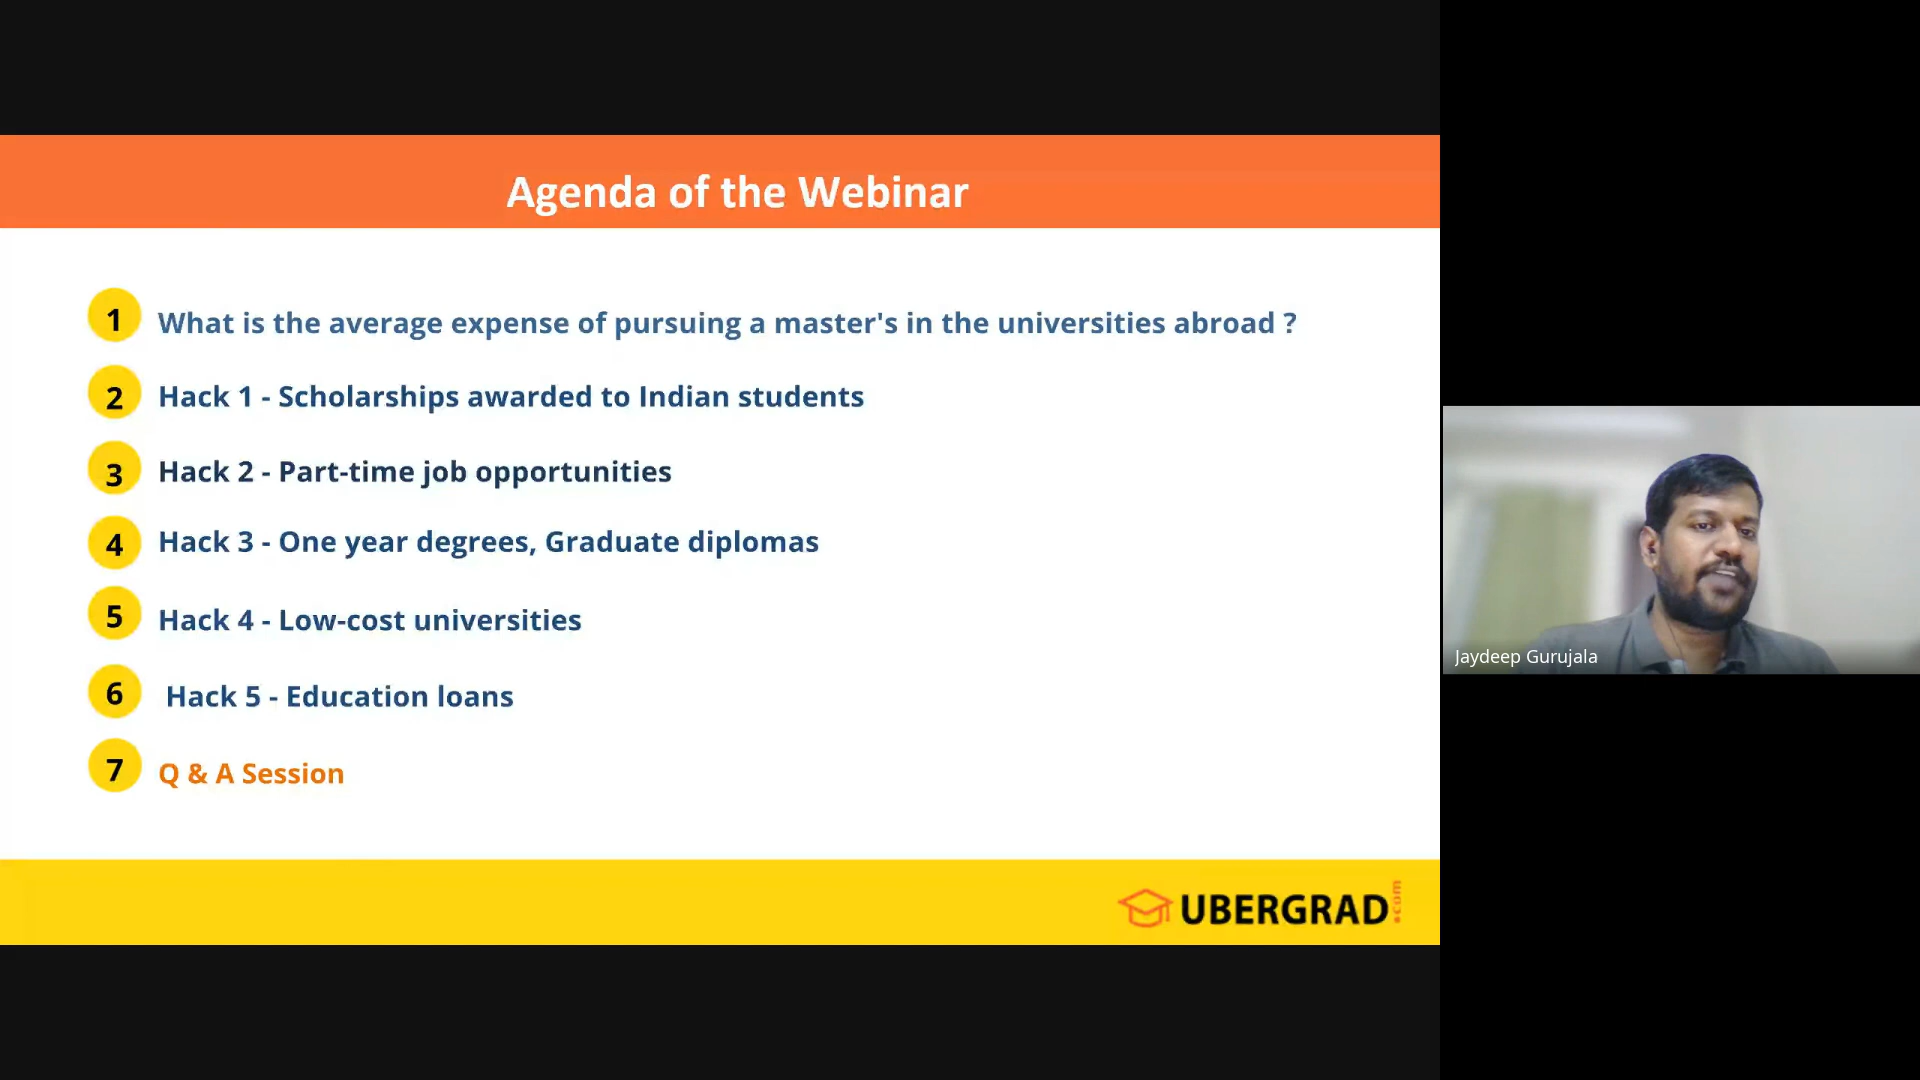 Agenda of the Webinar
1 What is the average expense of pursuing a master's in the universities abroad ?
2 Hack 1 - Scholarships awarded to Indian students
3 Hack 2 - Part-time job opportunities
4 Hack 3 - One year degrees, Graduate diplomas
5 Hack 4 - Low-cost universities
6 Hack 5 - Education loans
7 Q & A Session
UBERGRAD.com
Jaydeep Gurujala